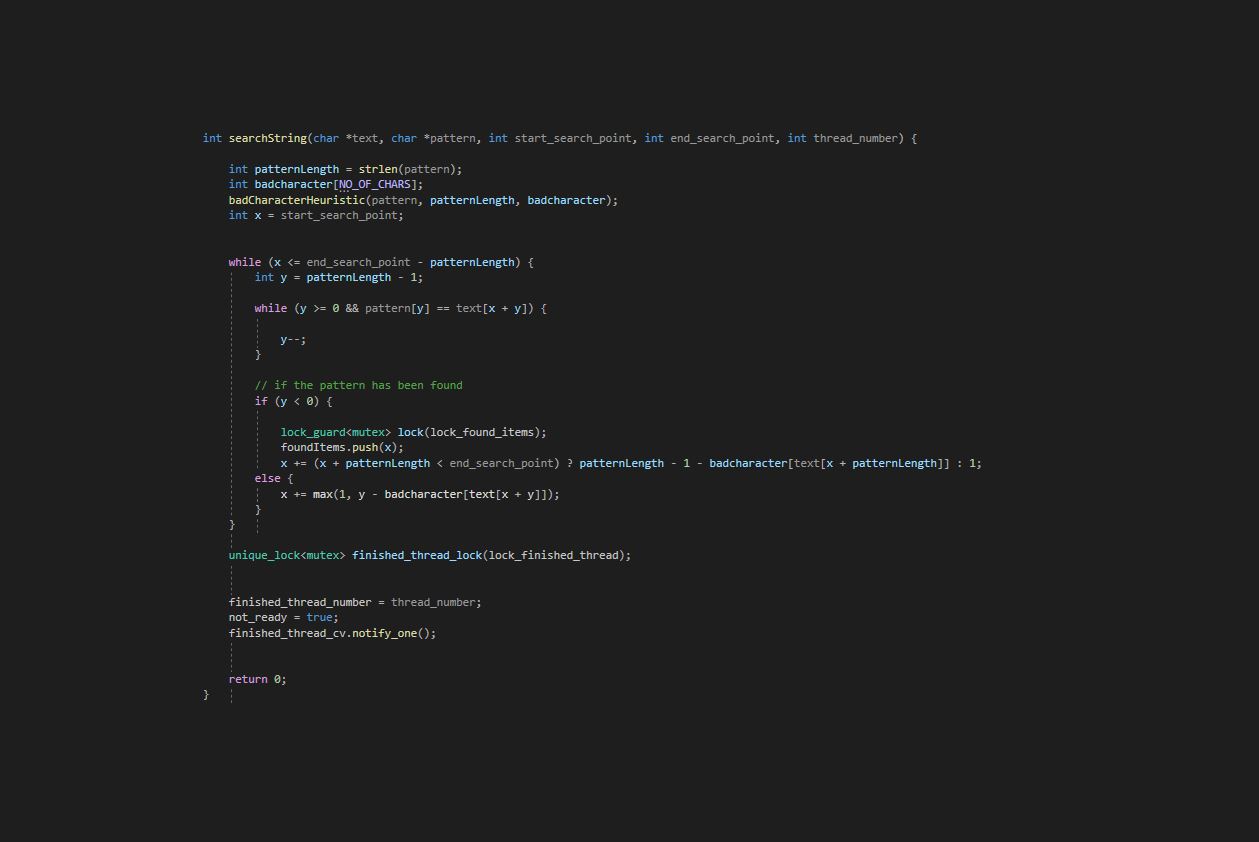 int searchString(char *text, char *pattern, int start_search_point, int end_search_point, int thread_number) {
int patternLength = strlen(pattern);
int badcharacter[NO_OF_CHARS];
badCharacterHeuristic(pattern, patternLength, badcharacter);
int x = start_search_point;
while (x <= end_search_point - patternLength) {
int y = patternLength - 1;
while (y >= 0 && pattern[y] == text[x + y]) {
y--;
}
// if the pattern has been found
if (y < 0) {
lock_guard<mutex> lock(lock_found_items);
foundItems.push(x);
x += (x + patternLength < end_search_point) ? patternLength - 1 - badcharacter[text[x + patternLength]] : 1;
else {
x += max(1, y - badcharacter[text[x + y]]);
}
}
unique_lock<mutex> finished_thread_lock(lock_finished_thread);
finished_thread_number = thread_number;
not_ready = true;
finished_thread_cv.notify_one();
return 0;
}